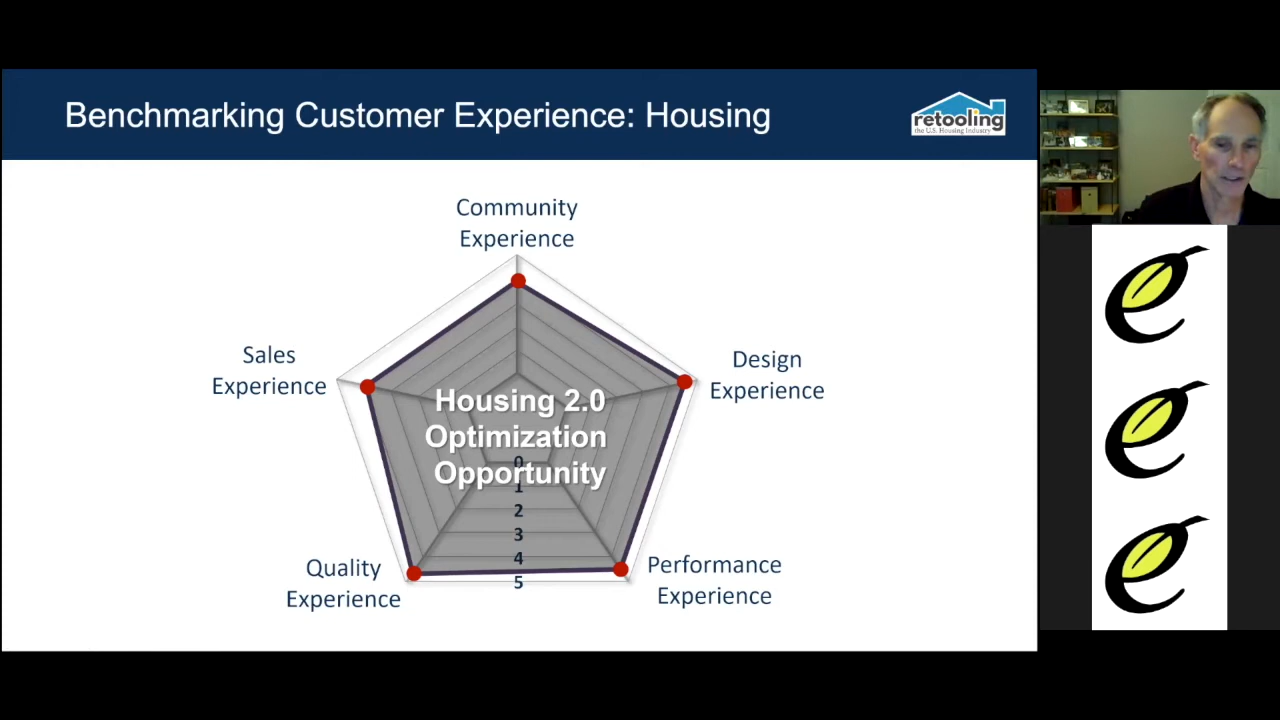 Benchmarking Customer Experience: Housing
retooling
the U.S. Housing Industry
Community
Experience
Sales
Experience
Design
Experience
Housing 2.0
Optimization
Opportunity
0
1
2
3
4
5
Quality
Experience
Performance
Experience
e
e
e